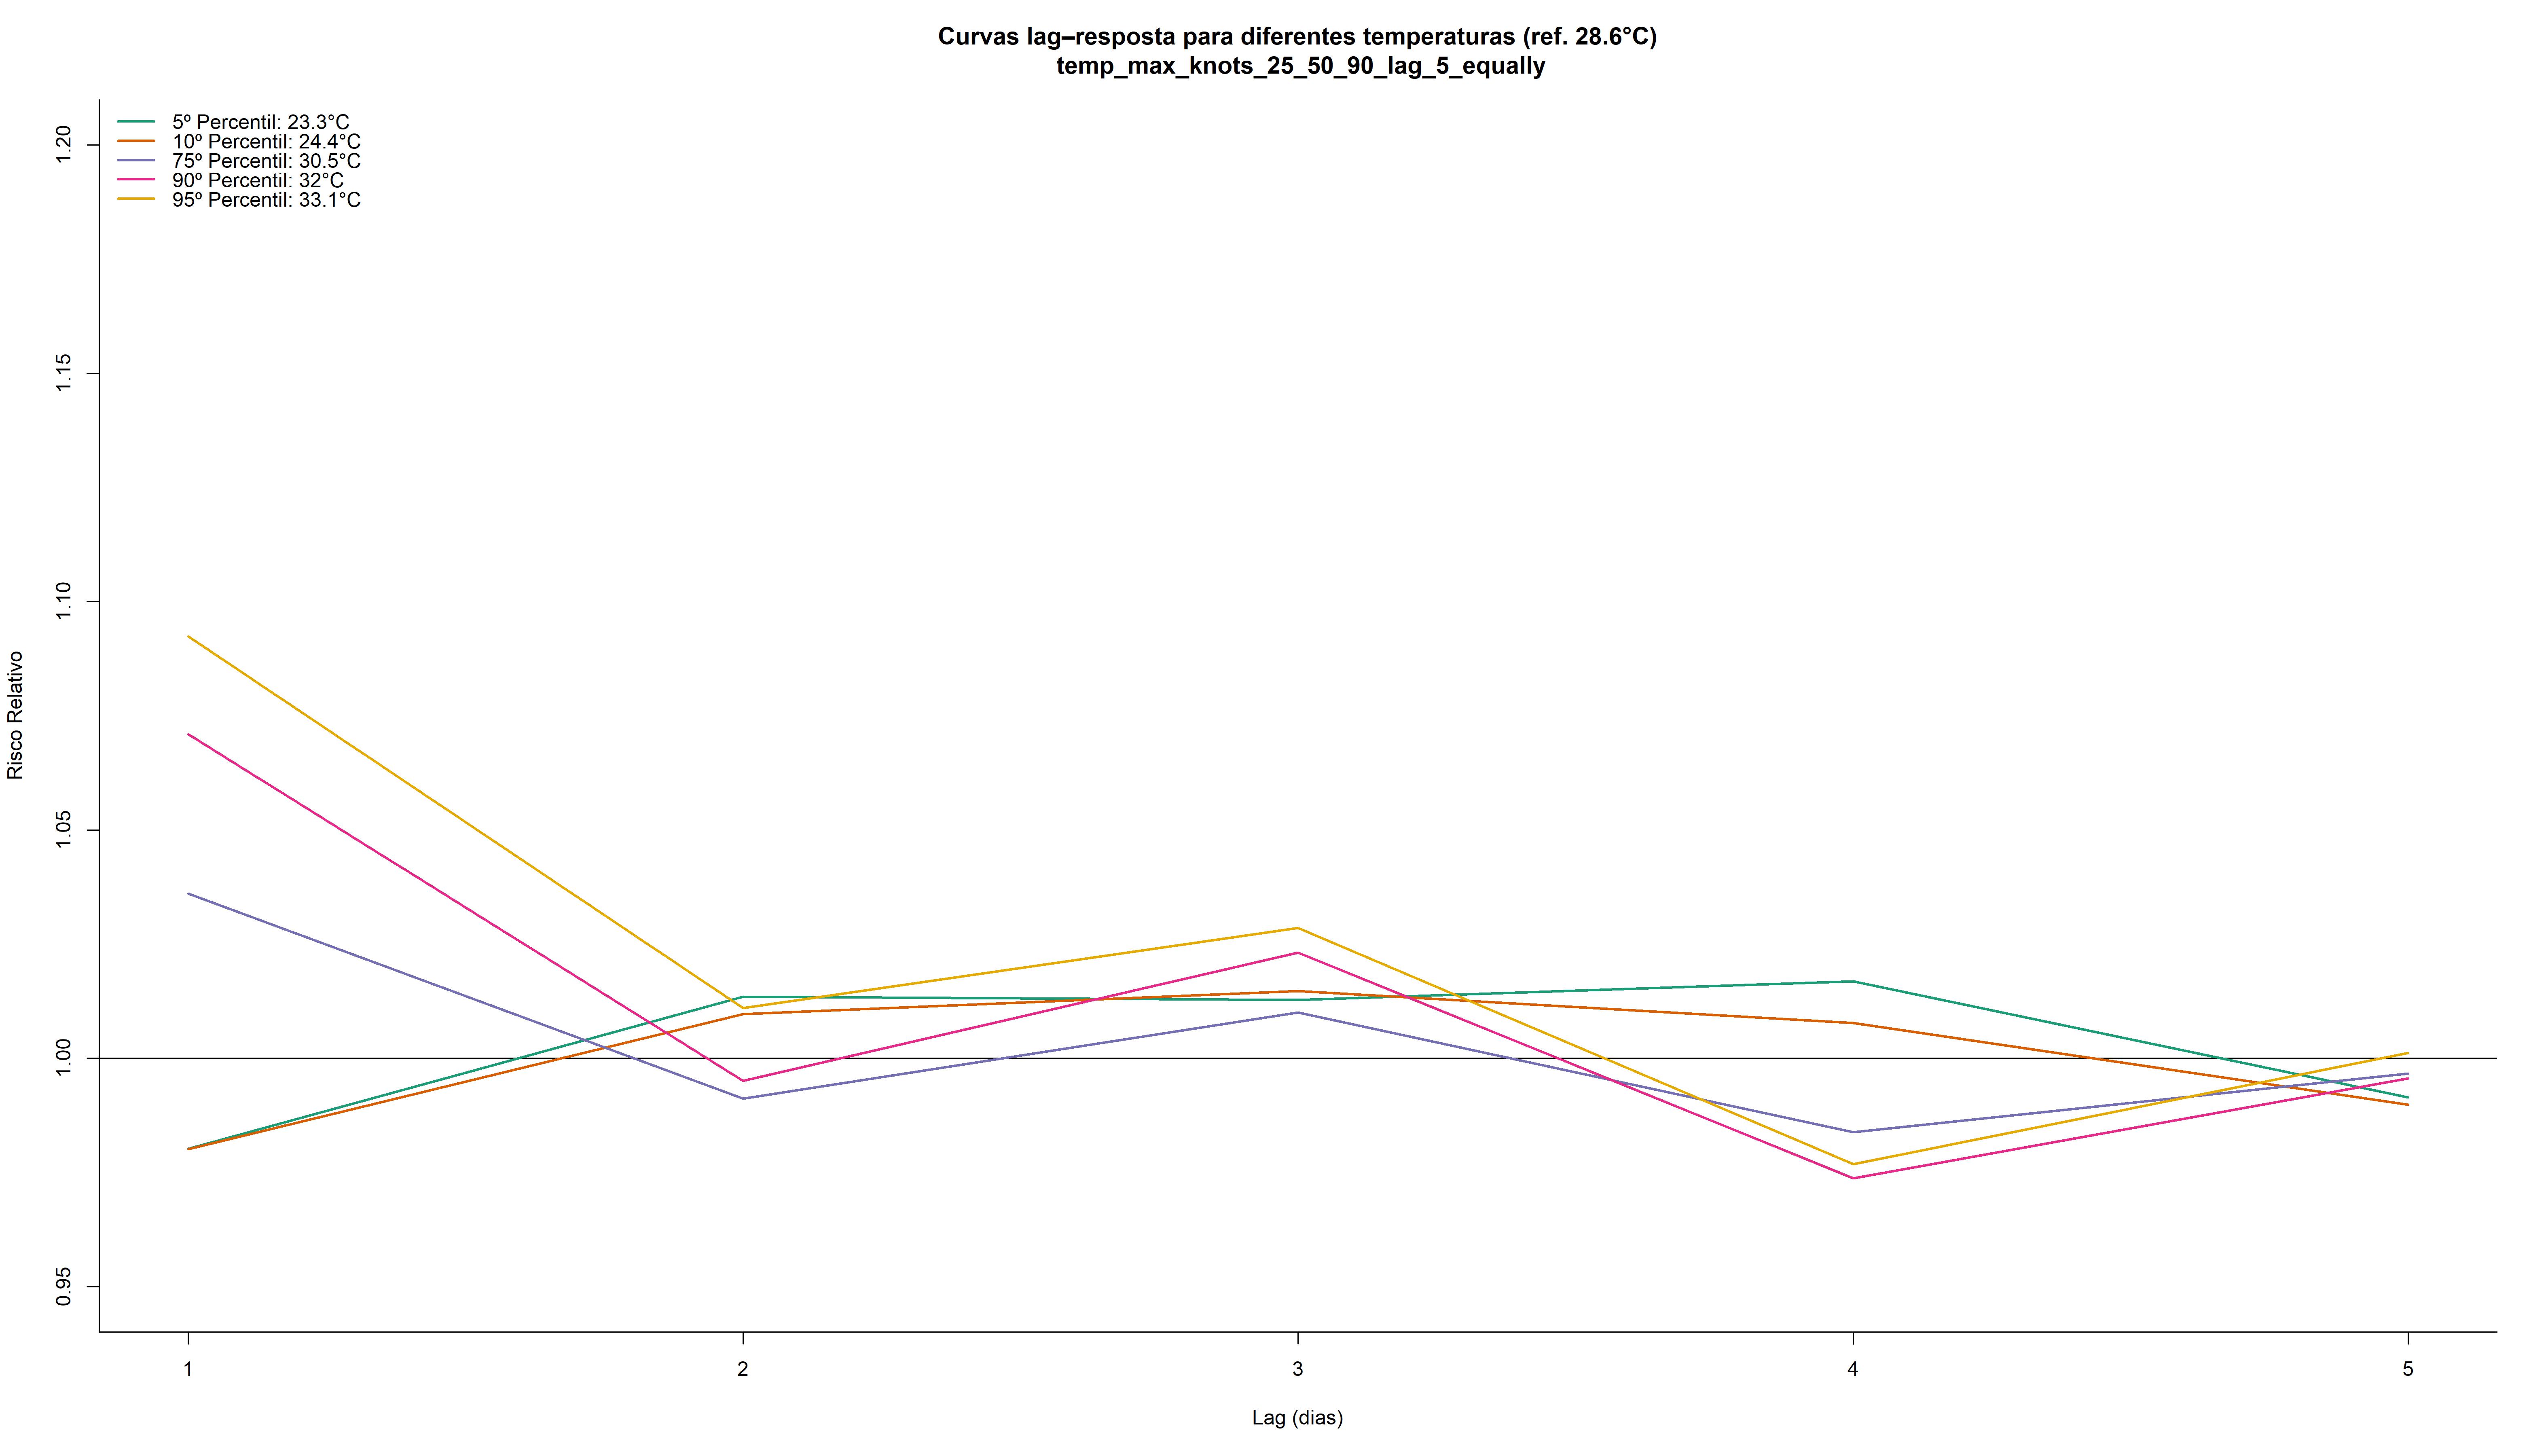 Curvas lag–resposta para diferentes temperaturas (ref. 28.6°C)
temp_max_knots_25_50_90_lag_5_equally
5º Percentil: 23.3°C
10º Percentil: 24.4°C
75º Percentil: 30.5°C
90º Percentil: 32°C
95º Percentil: 33.1°C
1.20
1.15
1.10
1.05
1.00
0.95
Risco Relativo
1 2 3 4 5
Lag (dias)